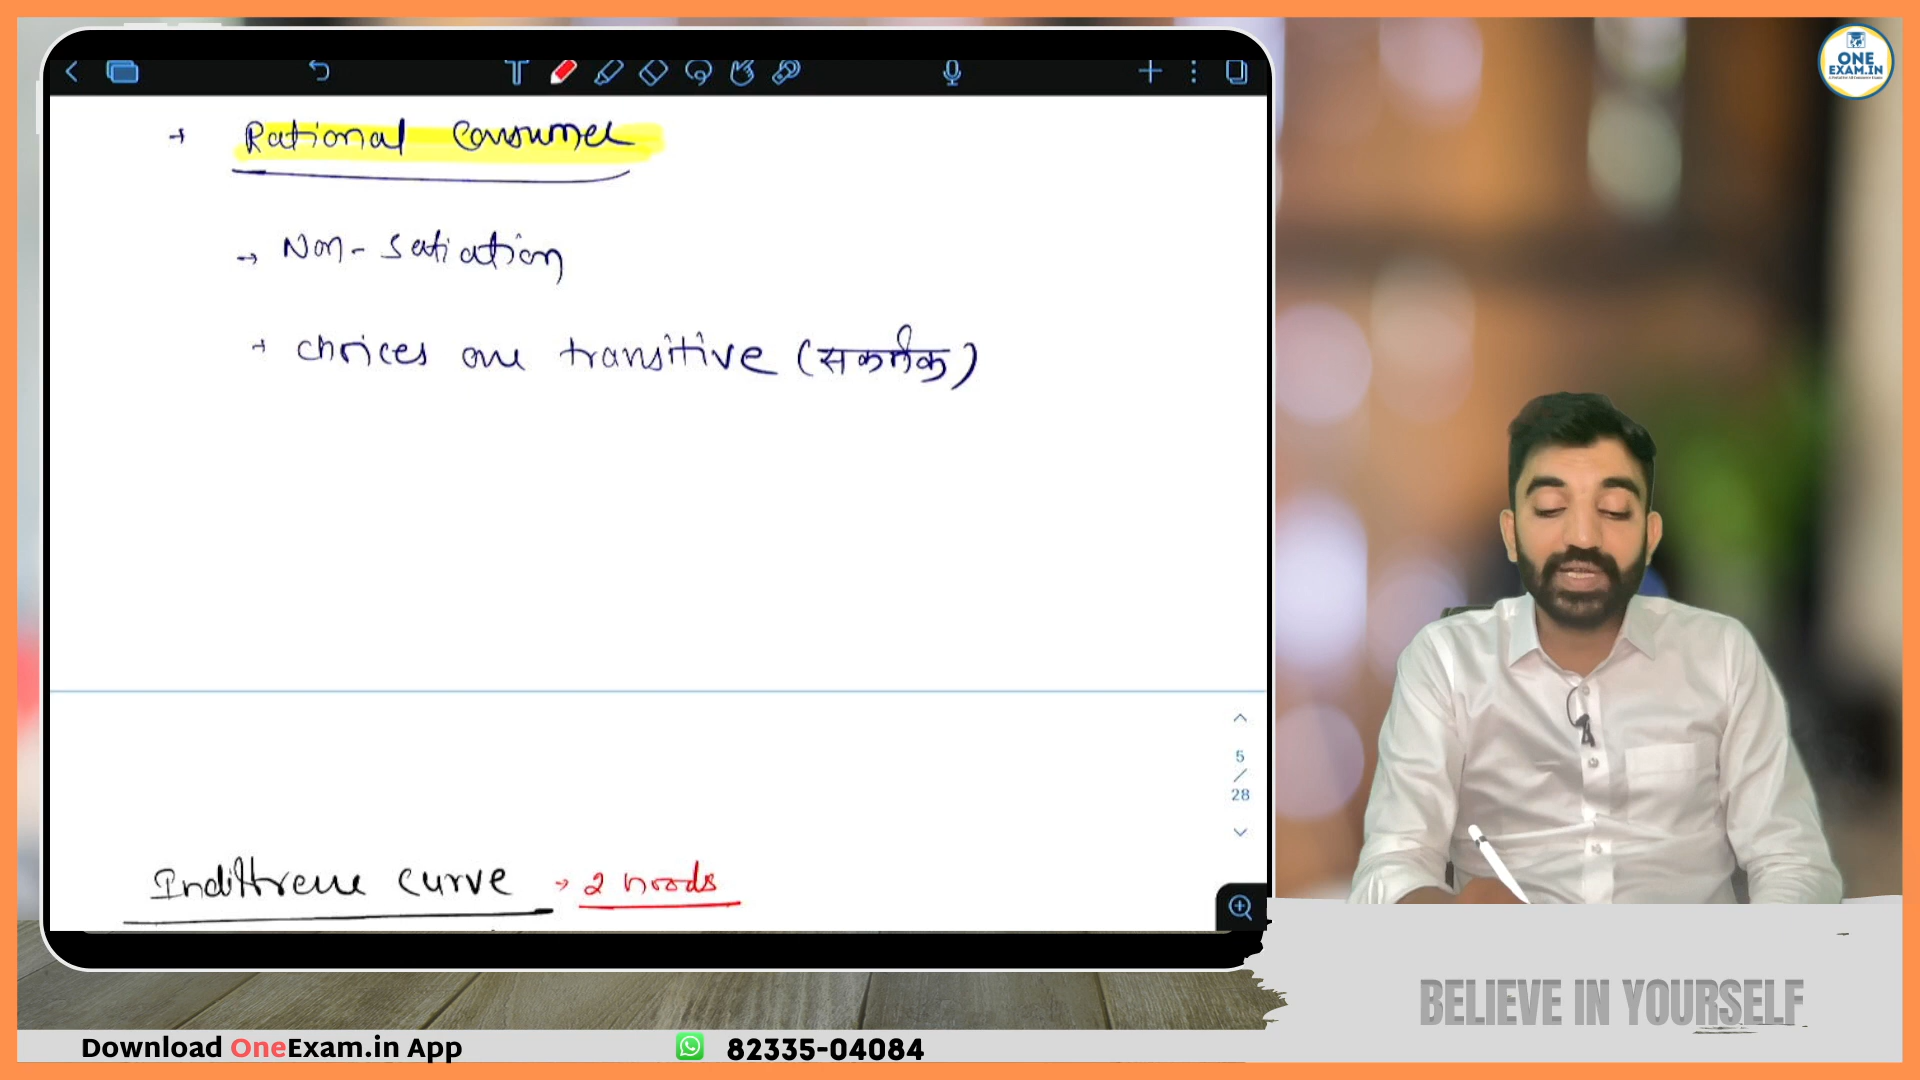 ONE
EXAM.IN
→ Rational Consumer
→ Non-Satiation
→ choices are transitive (सकर्मक)
5
/
28
Indiffrence curve → 2 goods
BELIEVE IN YOURSELF
Download OneExam.in App
82335-04084